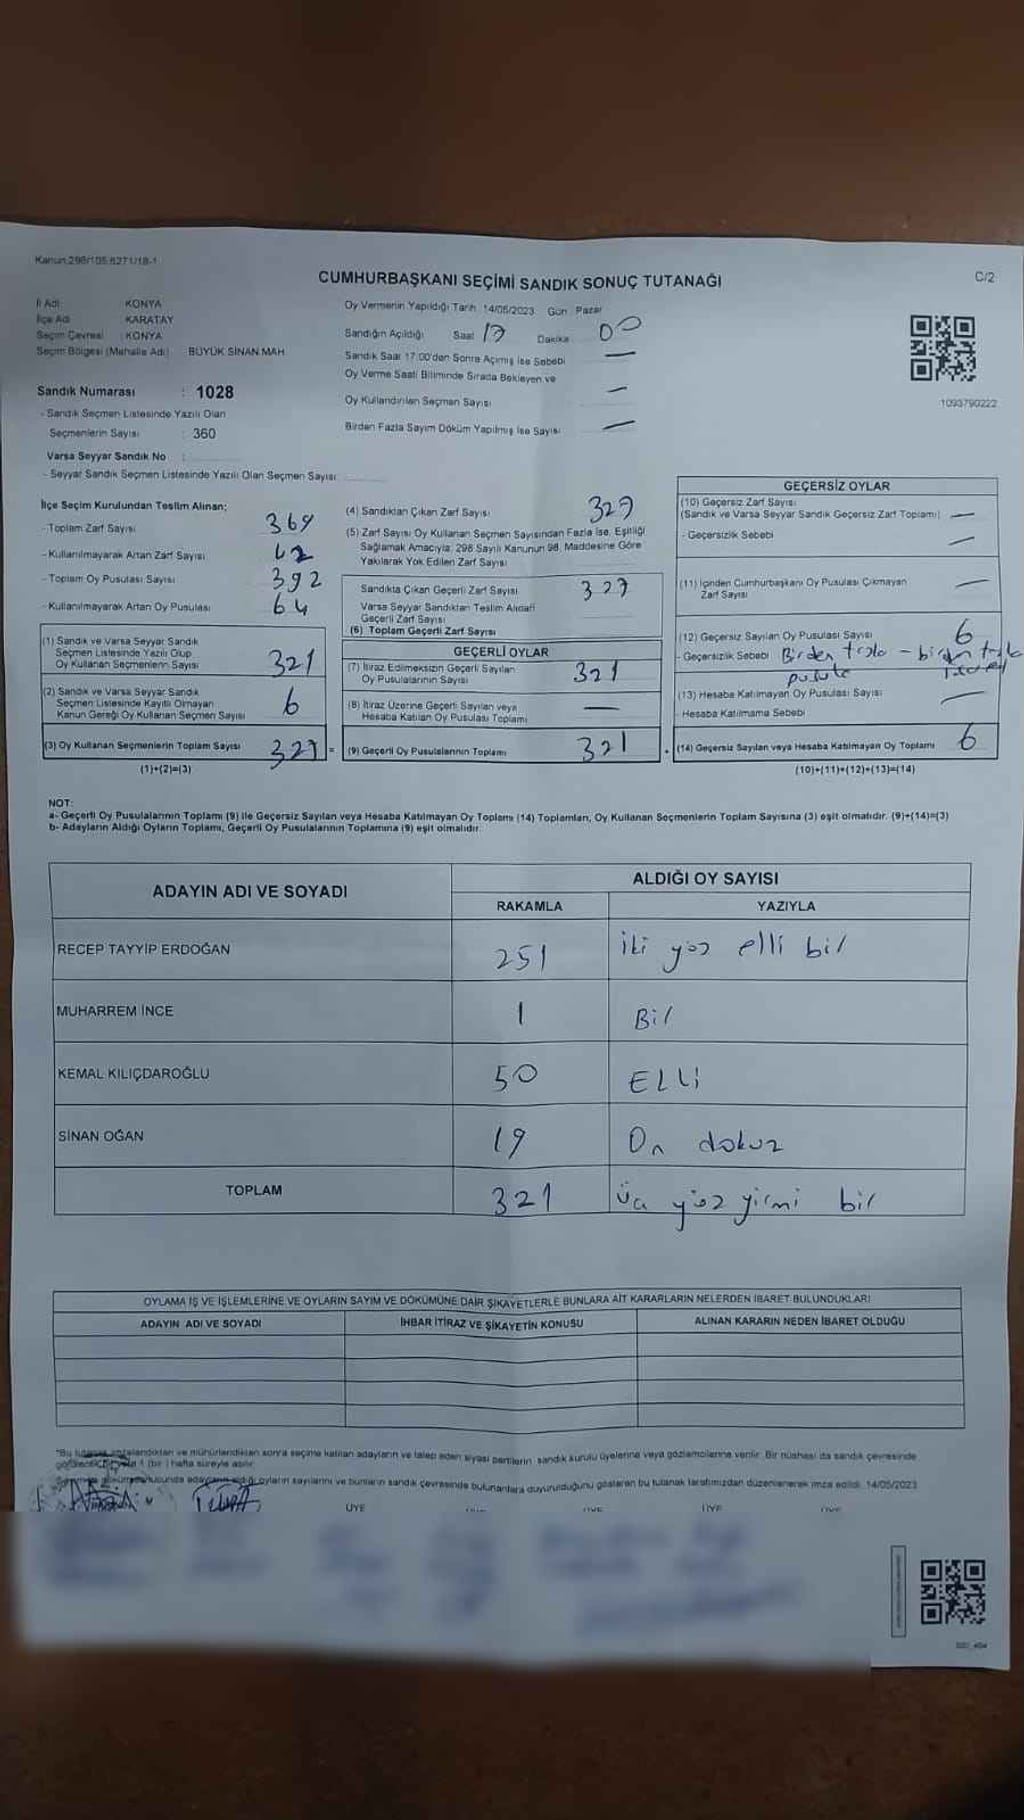 Kanun:298/105.6271/18-1
CUMHURBAŞKANI SEÇİMİ SANDIK SONUÇ TUTANAĞI
C/2
İl Adı : KONYA
İlçe Adı : KARATAY
Seçim Çevresi : KONYA
Seçim Bölgesi (Mahalle Adı) : BÜYÜK SİNAN MAH.
Sandık Numarası : 1028
- Sandık Seçmen Listesinde Yazılı Olan
Seçmenlerin Sayısı : 360
Varsa Seyyar Sandık No :
- Seyyar Sandık Seçmen Listesinde Yazılı Olan Seçmen Sayısı:
Oy Vermenin Yapıldığı Tarih: 14/05/2023 Gün: Pazar
Sandığın Açıldığı Saat 17 Dakika 00
Sandık Saat 17:00'den Sonra Açılmış İse Sebebi —
Oy Verme Saati Bitiminde Sırada Bekleyen ve
Oy Kullandırılan Seçmen Sayısı —
Birden Fazla Sayım Döküm Yapılmış İse Sayısı —
1093790222
İlçe Seçim Kurulundan Teslim Alınan;
- Toplam Zarf Sayısı 369
- Kullanılmayarak Artan Zarf Sayısı 42
- Toplam Oy Pusulası Sayısı 392
- Kullanılmayarak Artan Oy Pusulası 64
(1) Sandık ve Varsa Seyyar Sandık
Seçmen Listesinde Yazılı Olup
Oy Kullanan Seçmenlerin Sayısı 321
(2) Sandık ve Varsa Seyyar Sandık
Seçmen Listesinde Kayıtlı Olmayan
Kanun Gereği Oy Kullanan Seçmen Sayısı 6
(3) Oy Kullanan Seçmenlerin Toplam Sayısı 327 =
(1)+(2)=(3)
(4) Sandıktan Çıkan Zarf Sayısı 327
(5) Zarf Sayısı Oy Kullanan Seçmen Sayısından Fazla İse, Eşitliği
Sağlamak Amacıyla, 298 Sayılı Kanunun 98. Maddesine Göre
Yakılarak Yok Edilen Zarf Sayısı
Sandıkta Çıkan Geçerli Zarf Sayısı 327
Varsa Seyyar Sandıktan Teslim Alınan
Geçerli Zarf Sayısı
(6) Toplam Geçerli Zarf Sayısı
GEÇERLİ OYLAR
(7) İtiraz Edilmeksizin Geçerli Sayılan
Oy Pusulalarının Sayısı 321
(8) İtiraz Üzerine Geçerli Sayılan veya
Hesaba Katılan Oy Pusulası Toplamı —
(9) Geçerli Oy Pusulalarının Toplamı 321
GEÇERSİZ OYLAR
(10) Geçersiz Zarf Sayısı
(Sandık ve Varsa Seyyar Sandık Geçersiz Zarf Toplamı) —
- Geçersizlik Sebebi —
(11) İçinden Cumhurbaşkanı Oy Pusulası Çıkmayan
Zarf Sayısı —
(12) Geçersiz Sayılan Oy Pusulası Sayısı 6
- Geçersizlik Sebebi Birden fazla -
pusula
(13) Hesaba Katılmayan Oy Pusulası Sayısı —
- Hesaba Katılmama Sebebi
(14) Geçersiz Sayılan veya Hesaba Katılmayan Oy Toplamı 6
(10)+(11)+(12)+(13)=(14)
NOT:
a- Geçerli Oy Pusulalarının Toplamı (9) ile Geçersiz Sayılan veya Hesaba Katılmayan Oy Toplamı (14) Toplamları, Oy Kullanan Seçmenlerin Toplam Sayısına (3) eşit olmalıdır. (9)+(14)=(3)
b- Adayların Aldığı Oyların Toplamı, Geçerli Oy Pusulalarının Toplamına (9) eşit olmalıdır.
ADAYIN ADI VE SOYADI
ALDIĞI OY SAYISI
RAKAMLA YAZIYLA
RECEP TAYYİP ERDOĞAN 251 iki yüz elli bir
MUHARREM İNCE 1 Bir
KEMAL KILIÇDAROĞLU 50 ELLi
SİNAN OĞAN 19 On dokuz
TOPLAM 321 üç yüz yirmi bir
OYLAMA İŞ VE İŞLEMLERİNE VE OYLARIN SAYIM VE DÖKÜMÜNE DAİR ŞİKAYETLERLE BUNLARA AİT KARARLARIN NELERDEN İBARET BULUNDUKLARI
ADAYIN ADI VE SOYADI İHBAR İTİRAZ VE ŞİKAYETİN KONUSU ALINAN KARARIN NEDEN İBARET OLDUĞU
*Bu tutanak imzalandıktan ve mühürlendikten sonra seçime katılan adayların ve talep eden siyasi partilerin sandık kurulu üyelerine veya gözlemcilerine verilir. Bir nüshası da sandık çevresinde
1 (bir) hafta süreyle asılır.
oyların sayılarını ve bunların sandık çevresinde bulunanlara duyurulduğunu gösteren bu tutanak tarafımızdan düzenlenerek imza edildi. 14/05/2023
ÜYE ÜYE ÜYE